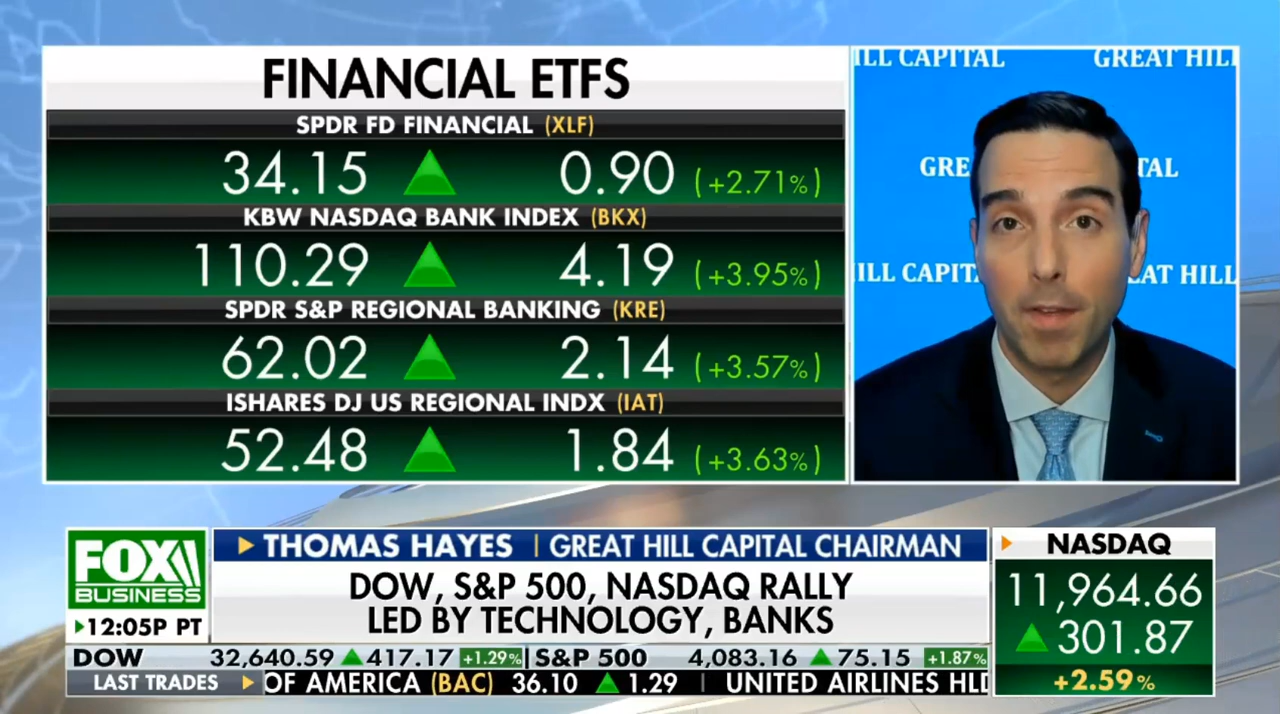 FINANCIAL ETFS
SPDR FD FINANCIAL (XLF)
34.15 ▲ 0.90 (+2.71%)
KBW NASDAQ BANK INDEX (BKX)
110.29 ▲ 4.19 (+3.95%)
SPDR S&P REGIONAL BANKING (KRE)
62.02 ▲ 2.14 (+3.57%)
ISHARES DJ US REGIONAL INDX (IAT)
52.48 ▲ 1.84 (+3.63%)
ILL CAPITAL GREAT HILL
GRE TAL
ILL CAPIT EAT HILL
FOX
BUSINESS
12:05P PT
THOMAS HAYES | GREAT HILL CAPITAL CHAIRMAN
DOW, S&P 500, NASDAQ RALLY
LED BY TECHNOLOGY, BANKS
NASDAQ
11,964.66
▲ 301.87
+2.59%
DOW 32,640.59 ▲ 417.17 +1.29% | S&P 500 4,083.16 ▲ 75.15 +1.87%
LAST TRADES OF AMERICA (BAC) 36.10 ▲ 1.29 | UNITED AIRLINES HLD